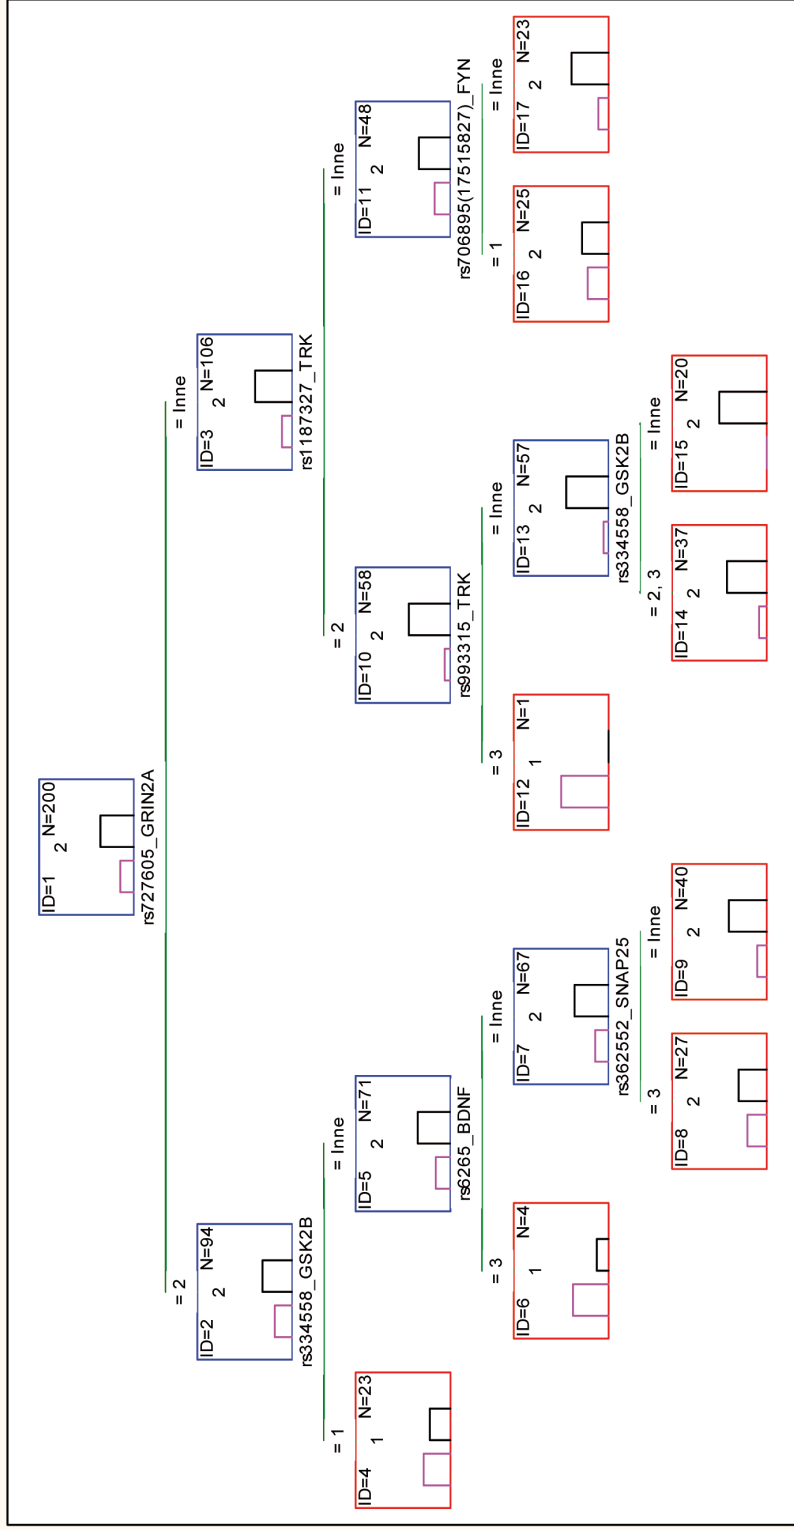 ID=1 N=200
2
rs727605_GRIN2A
= 2
= Inne
ID=2 N=94
2
rs334558_GSK2B
ID=3 N=106
2
rs1187327_TRK
= 1
= Inne
= 2
= Inne
ID=4 N=23
1
ID=5 N=71
2
rs6265_BDNF
ID=10 N=58
2
rs993315_TRK
ID=11 N=48
2
rs706895(17515827)_FYN
= 3
= Inne
= 3
= Inne
= 1
= Inne
ID=6 N=4
1
ID=7 N=67
2
rs362552_SNAP25
ID=12 N=1
1
ID=13 N=57
2
rs334558_GSK2B
ID=16 N=25
2
ID=17 N=23
2
= 3
= Inne
= 2, 3
= Inne
ID=8 N=27
2
ID=9 N=40
2
ID=14 N=37
2
ID=15 N=20
2